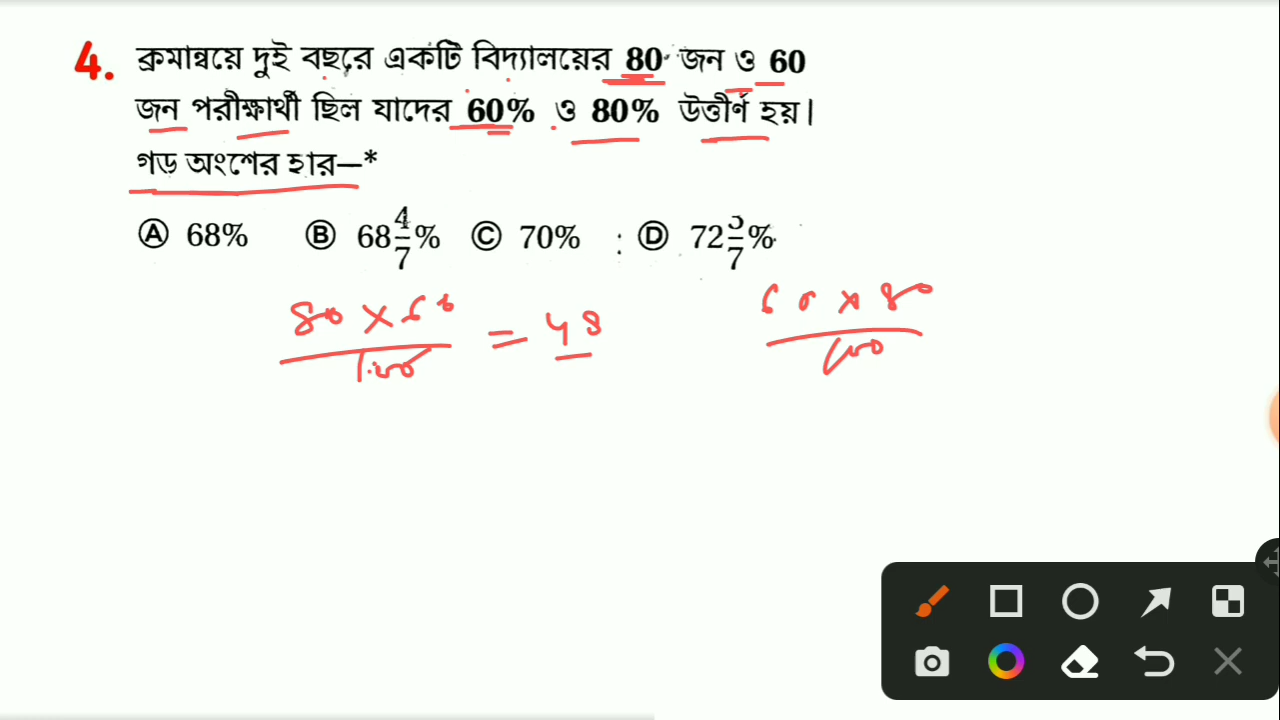 4. ক্রমান্বয়ে দুই বছরে একটি বিদ্যালয়ের 80 জন ও 60
জন পরীক্ষার্থী ছিল যাদের 60% ও 80% উত্তীর্ণ হয়।
গড় অংশের হার—*
Ⓐ 68% Ⓑ 68 4/7% Ⓒ 70% : Ⓓ 72 3/7%
80 × 60 / 100 = 48
60 × 80 / 100